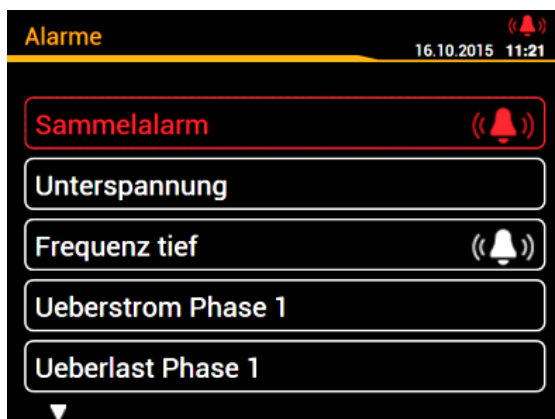 Alarme
16.10.2015 11:21
Sammelalarm
Unterspannung
Frequenz tief
Ueberstrom Phase 1
Ueberlast Phase 1